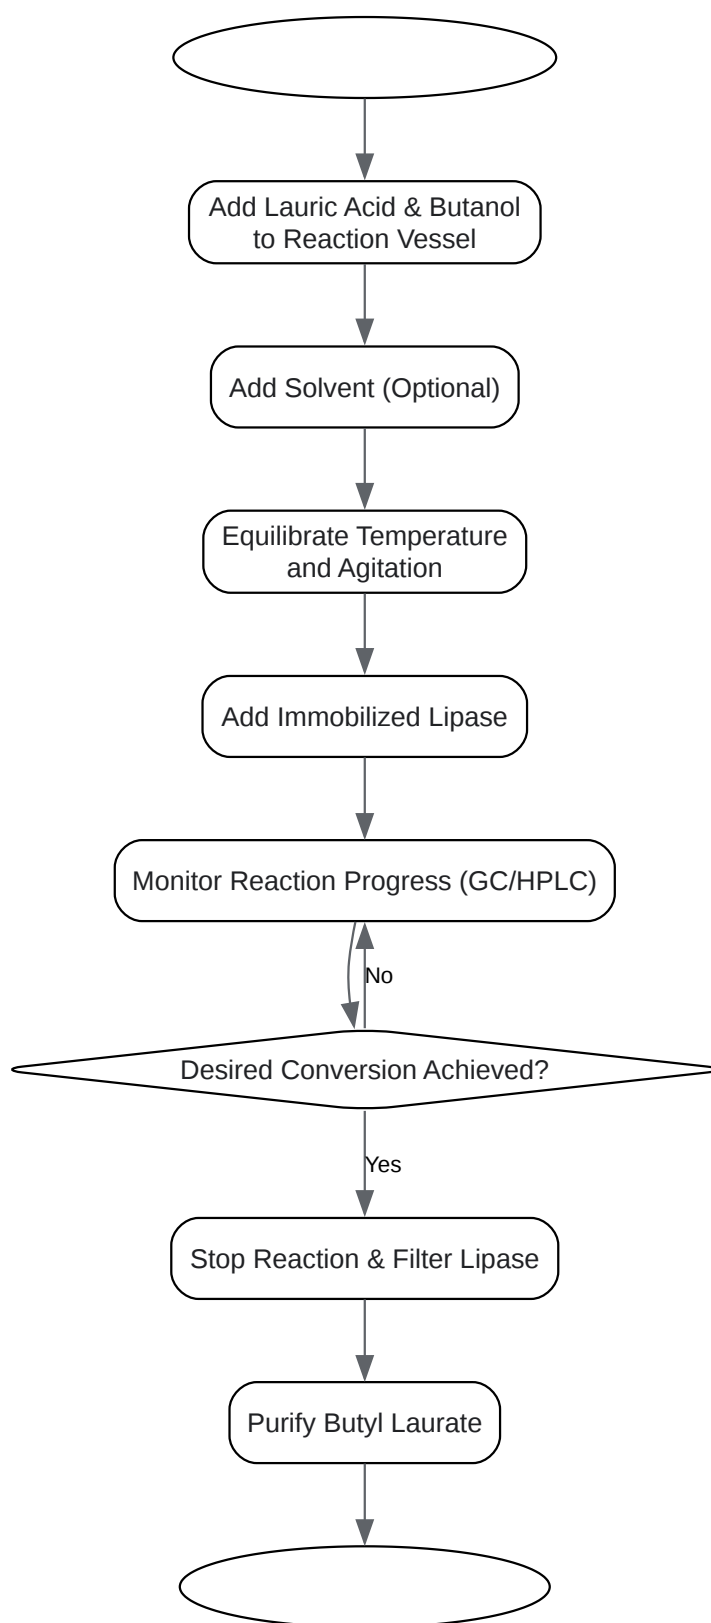 Add Lauric Acid & Butanol
to Reaction Vessel
Add Solvent (Optional)
Equilibrate Temperature
and Agitation
Add Immobilized Lipase
Monitor Reaction Progress (GC/HPLC)
No
Desired Conversion Achieved?
Yes
Stop Reaction & Filter Lipase
Purify Butyl Laurate